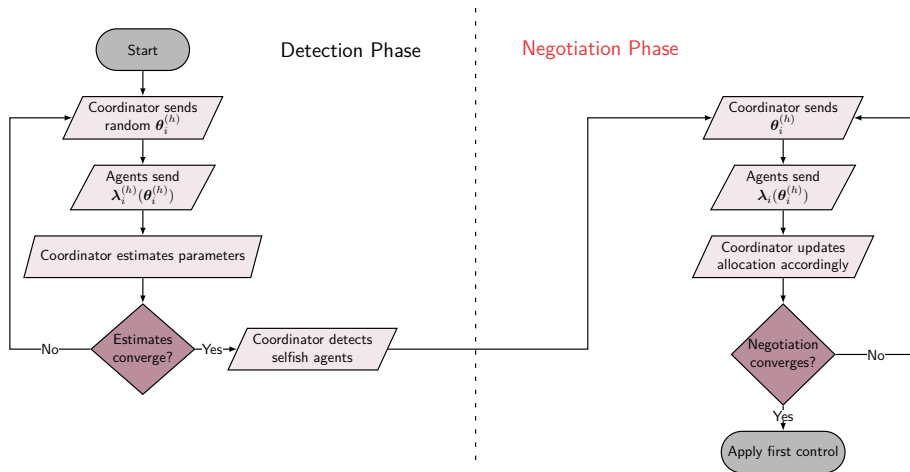 Detection Phase
Start
Coordinator sends
random θ_i^(h)
Agents send
λ_i^(h)(θ_i^(h))
Coordinator estimates parameters
Estimates
converge?
No
Yes
Coordinator detects
selfish agents
Negotiation Phase
Coordinator sends
θ_i^(h)
Agents send
λ_i(θ_i^(h))
Coordinator updates
allocation accordingly
Negotiation
converges?
No
Yes
Apply first control